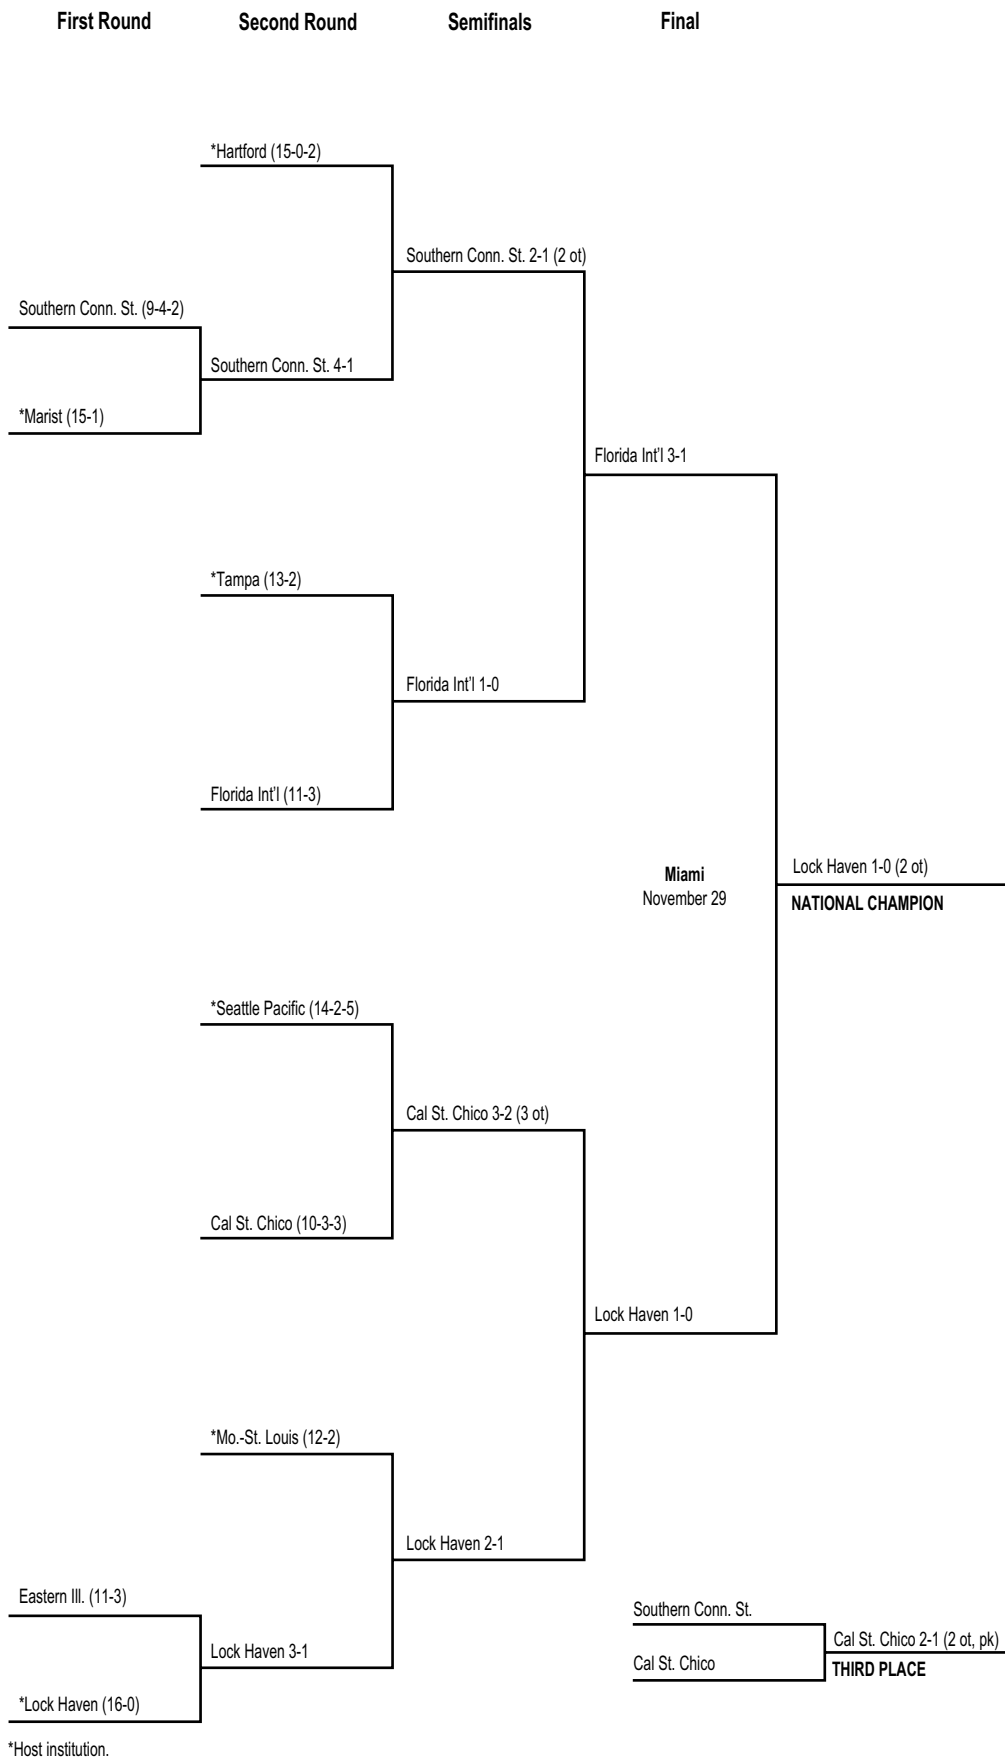 First Round Second Round Semifinals Final
*Hartford (15-0-2)
Southern Conn. St. 2-1 (2 ot)
Southern Conn. St. (9-4-2)
Southern Conn. St. 4-1
*Marist (15-1)
Florida Int'l 3-1
*Tampa (13-2)
Florida Int'l 1-0
Florida Int'l (11-3)
Lock Haven 1-0 (2 ot)
Miami
November 29
NATIONAL CHAMPION
*Seattle Pacific (14-2-5)
Cal St. Chico 3-2 (3 ot)
Cal St. Chico (10-3-3)
Lock Haven 1-0
*Mo.-St. Louis (12-2)
Lock Haven 2-1
Eastern Ill. (11-3)
Southern Conn. St.
Cal St. Chico 2-1 (2 ot, pk)
Lock Haven 3-1
Cal St. Chico
THIRD PLACE
*Lock Haven (16-0)
*Host institution.